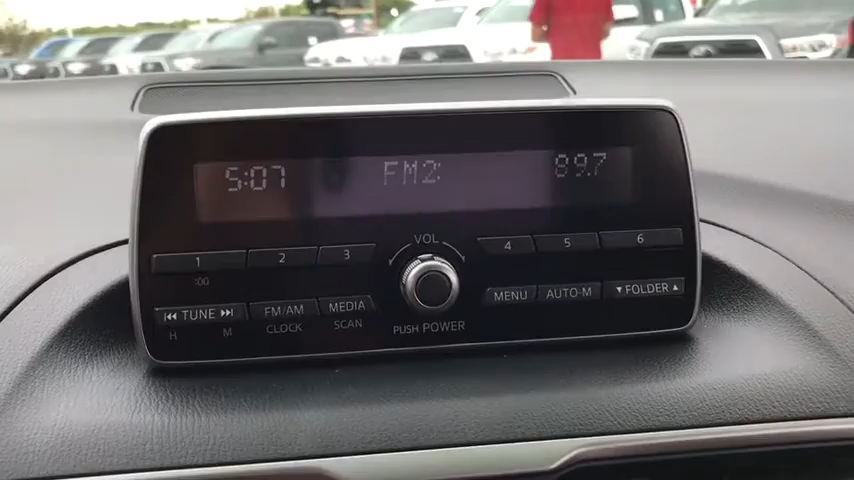 5:07 FM2: 89.7
VOL
1 2 3 4 5 6
:00
TUNE FM/AM MEDIA MENU AUTO-M FOLDER
H M CLOCK SCAN PUSH POWER